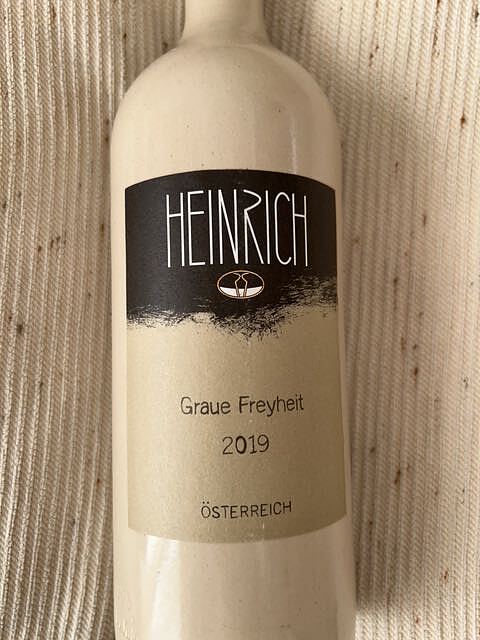 HEINRICH
Graue Freyheit
2019
ÖSTERREICH